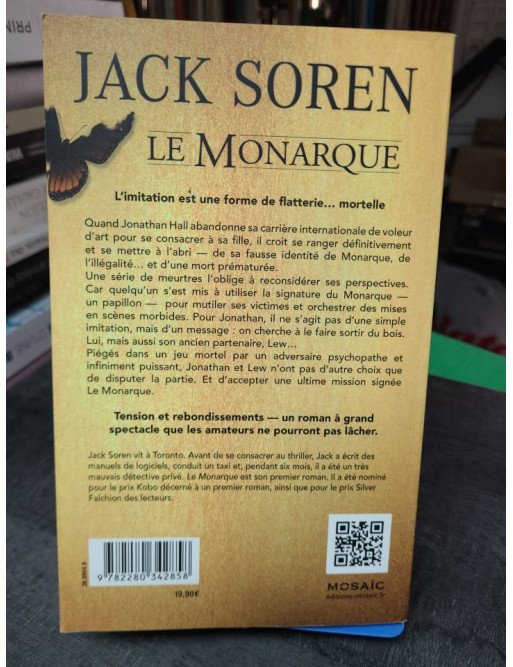 JACK SOREN
LE MONARQUE
L'imitation est une forme de flatterie... mortelle
Quand Jonathan Hall abandonne sa carrière internationale de voleur
d'art pour se consacrer à sa fille, il croit se ranger définitivement
et se mettre à l'abri — de sa fausse identité de Monarque, de
l'illégalité... et d'une mort prématurée.
Une série de meurtres l'oblige à reconsidérer ses perspectives.
Car quelqu'un s'est mis à utiliser la signature du Monarque —
un papillon — pour mutiler ses victimes et orchestrer des mises
en scènes morbides. Pour Jonathan, il ne s'agit pas d'une simple
imitation, mais d'un message : on cherche à le faire sortir du bois.
Lui, mais aussi son ancien partenaire, Lew...
Piégés dans un jeu mortel par un adversaire psychopathe et
infiniment puissant, Jonathan et Lew n'ont pas d'autre choix que
de disputer la partie. Et d'accepter une ultime mission signée
Le Monarque.
Tension et rebondissements — un roman à grand
spectacle que les amateurs ne pourront pas lâcher.
Jack Soren vit à Toronto. Avant de se consacrer au thriller, Jack a écrit des
manuels de logiciels, conduit un taxi et, pendant six mois, il a été un très
mauvais détective privé. Le Monarque est son premier roman. Il a été nominé
pour le prix Kobo décerné à un premier roman, ainsi que pour le prix Silver
Falchion des lecteurs.
9 782280 342858
19,90€
MOSAÏC
editions-mosaic.fr